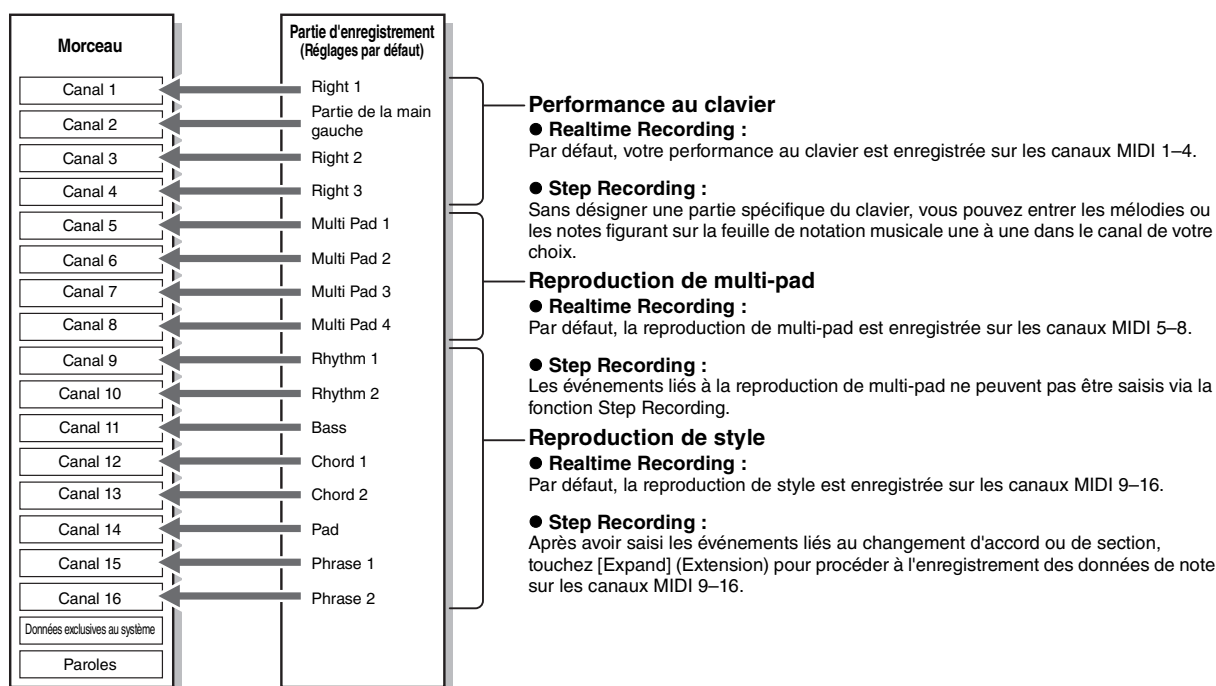 Morceau
Canal 1
Canal 2
Canal 3
Canal 4
Canal 5
Canal 6
Canal 7
Canal 8
Canal 9
Canal 10
Canal 11
Canal 12
Canal 13
Canal 14
Canal 15
Canal 16
Données exclusives au système
Paroles
Partie d'enregistrement
(Réglages par défaut)
Right 1
Partie de la main
gauche
Right 2
Right 3
Multi Pad 1
Multi Pad 2
Multi Pad 3
Multi Pad 4
Rhythm 1
Rhythm 2
Bass
Chord 1
Chord 2
Pad
Phrase 1
Phrase 2
Performance au clavier
● Realtime Recording :
Par défaut, votre performance au clavier est enregistrée sur les canaux MIDI 1–4.
● Step Recording :
Sans désigner une partie spécifique du clavier, vous pouvez entrer les mélodies ou
les notes figurant sur la feuille de notation musicale une à une dans le canal de votre
choix.
Reproduction de multi-pad
● Realtime Recording :
Par défaut, la reproduction de multi-pad est enregistrée sur les canaux MIDI 5–8.
● Step Recording :
Les événements liés à la reproduction de multi-pad ne peuvent pas être saisis via la
fonction Step Recording.
Reproduction de style
● Realtime Recording :
Par défaut, la reproduction de style est enregistrée sur les canaux MIDI 9–16.
● Step Recording :
Après avoir saisi les événements liés au changement d'accord ou de section,
touchez [Expand] (Extension) pour procéder à l'enregistrement des données de note
sur les canaux MIDI 9–16.